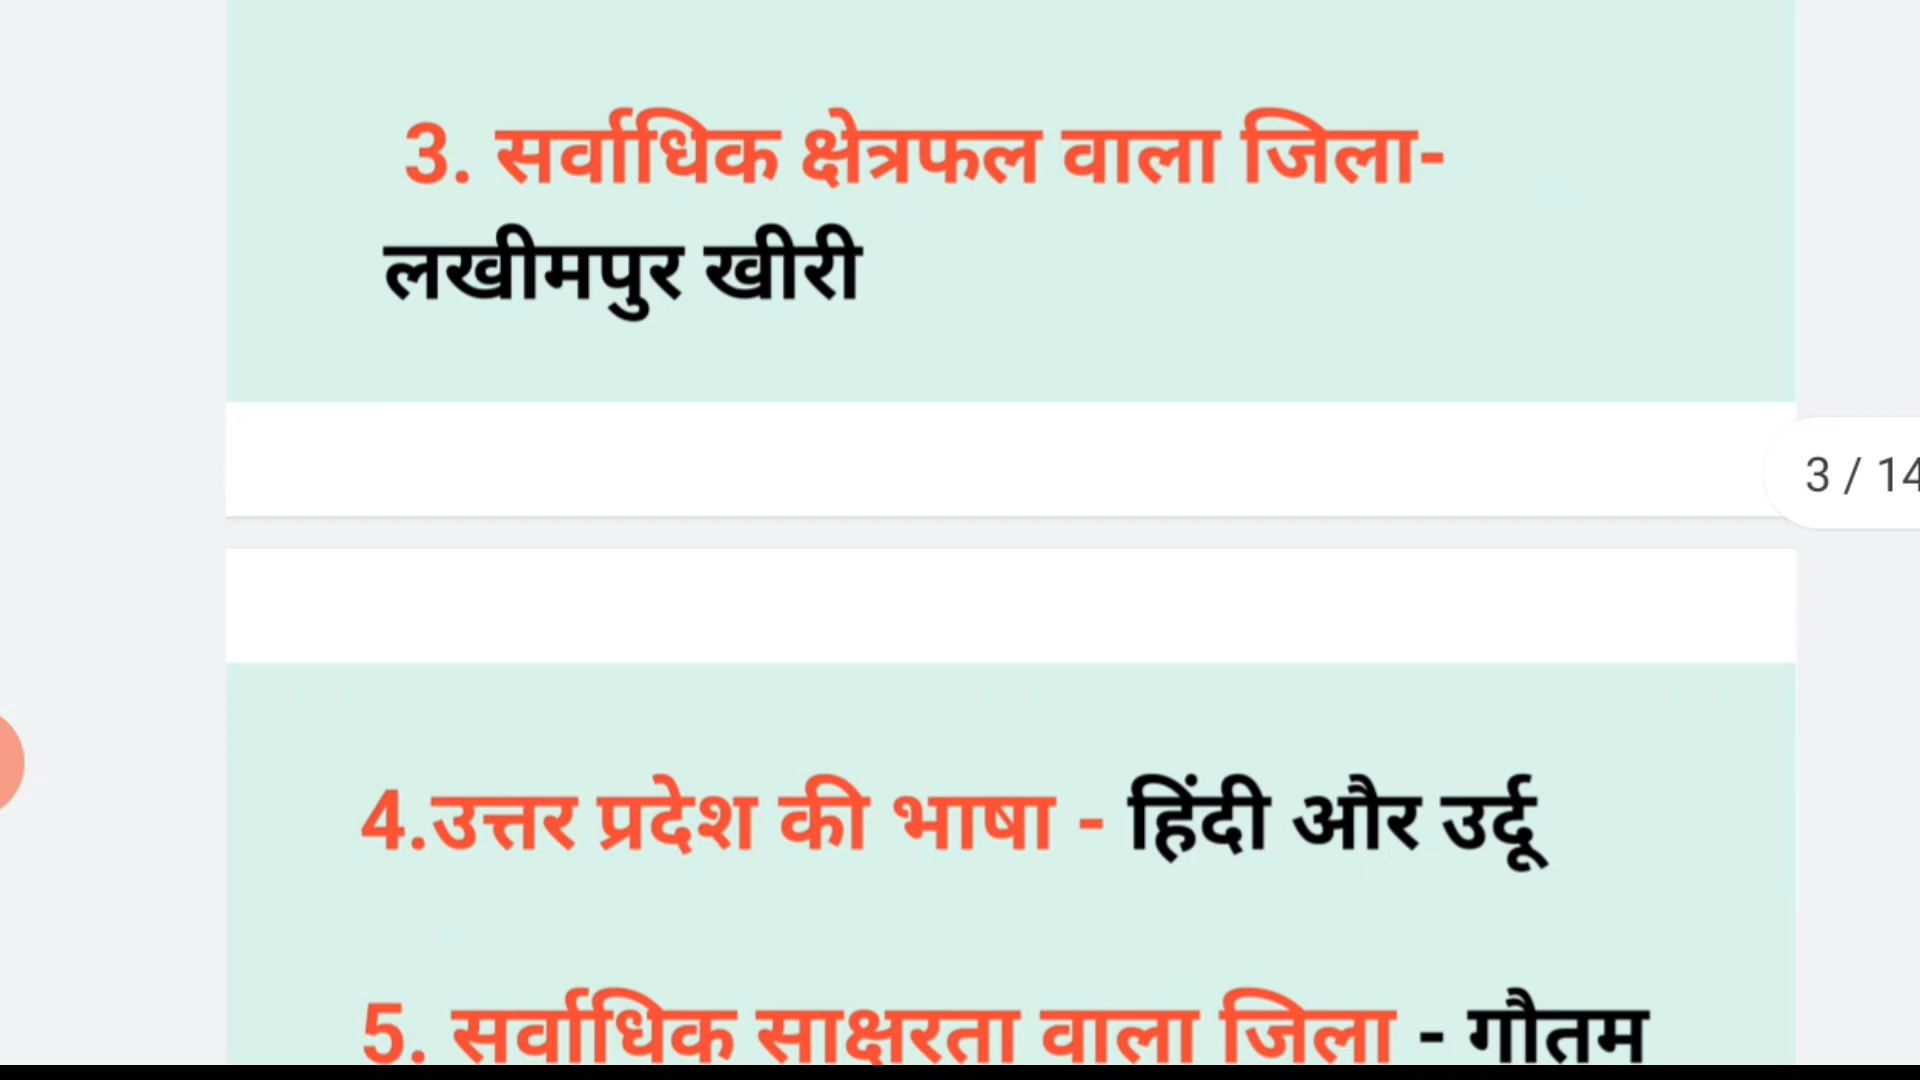 3. सर्वाधिक क्षेत्रफल वाला जिला-
लखीमपुर खीरी
3 / 14
4.उत्तर प्रदेश की भाषा - हिंदी और उर्दू
5. सर्वाधिक साक्षरता वाला जिला - गौतम